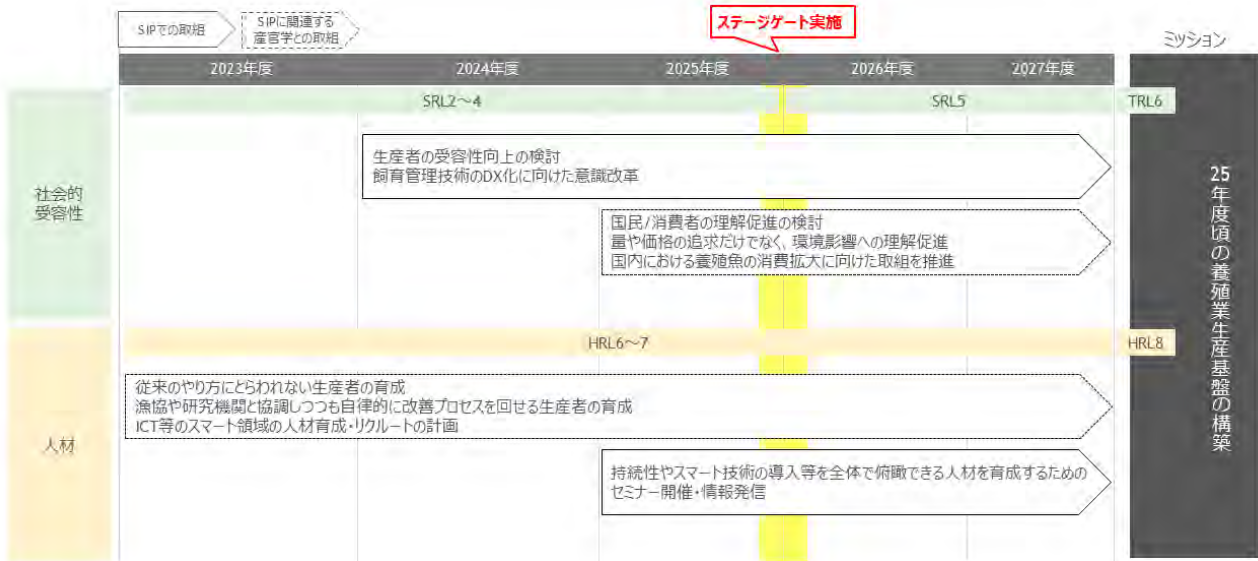 SIPでの取組
SIPに関連する
産官学との取組
ステージゲート実施
ミッション
2023年度
2024年度
2025年度
2026年度
2027年度
SRL2～4
SRL5
TRL6
社会的
受容性
生産者の受容性向上の検討
飼育管理技術のDX化に向けた意識改革
国民/消費者の理解促進の検討
量や価格の追求だけでなく、環境影響への理解促進
国内における養殖魚の消費拡大に向けた取組を推進
HRL6～7
HRL8
人材
従来のやり方にとらわれない生産者の育成
漁協や研究機関と協調しつつも自律的に改善プロセスを回せる生産者の育成
ICT等のスマート領域の人材育成・リクルートの計画
持続性やスマート技術の導入等を全体で俯瞰できる人材を育成するための
セミナー開催・情報発信
25年度頃の養殖業生産基盤の構築